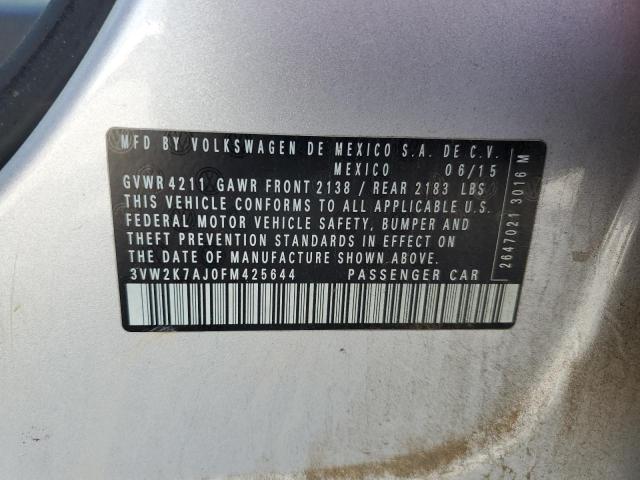 MFD BY VOLKSWAGEN DE MEXICO S.A. DE C.V.
MEXICO 06/15
GVWR 4211 GAWR FRONT 2138 / REAR 2183 LBS
THIS VEHICLE CONFORMS TO ALL APPLICABLE U.S.
FEDERAL MOTOR VEHICLE SAFETY, BUMPER AND
THEFT PREVENTION STANDARDS IN EFFECT ON
THE DATE OF MANUFACTURE SHOWN ABOVE.
3VW2K7AJ0FM425644 PASSENGER CAR
2647021 3016 M